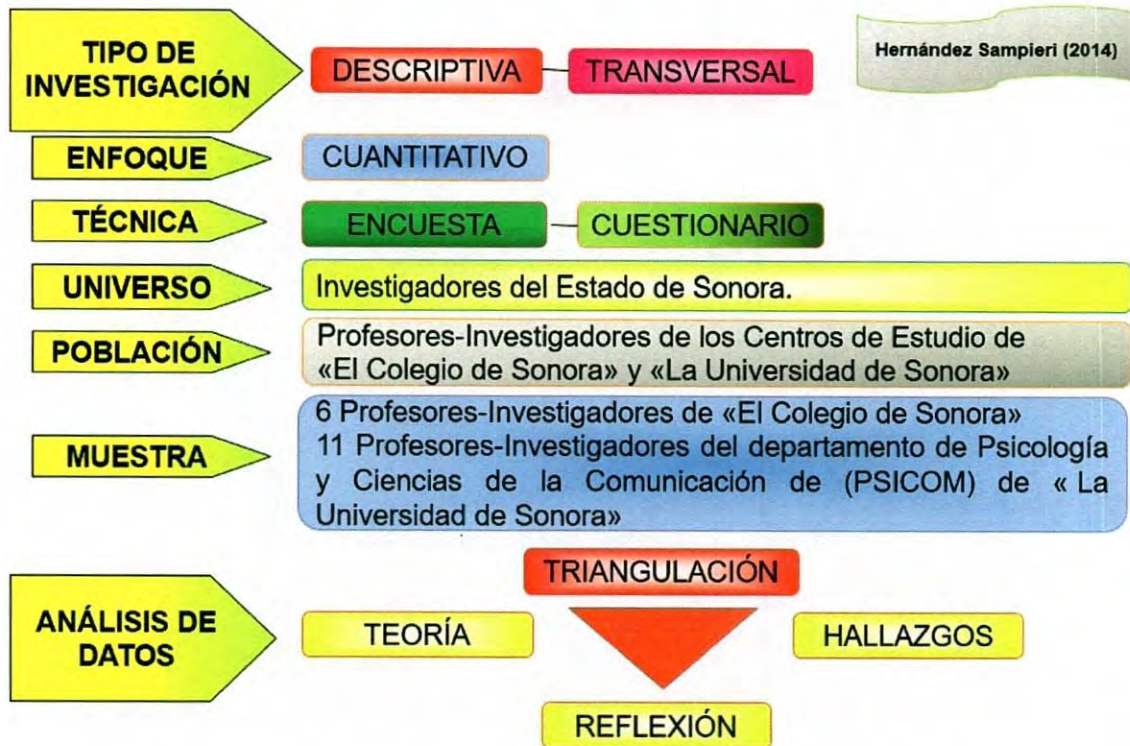 TIPO DE
INVESTIGACIÓN
DESCRIPTIVA
TRANSVERSAL
Hernández Sampieri (2014)
ENFOQUE
CUANTITATIVO
TÉCNICA
ENCUESTA
CUESTIONARIO
UNIVERSO
Investigadores del Estado de Sonora.
POBLACIÓN
Profesores-Investigadores de los Centros de Estudio de
«El Colegio de Sonora» y «La Universidad de Sonora»
MUESTRA
6 Profesores-Investigadores de «El Colegio de Sonora»
11 Profesores-Investigadores del departamento de Psicología
y Ciencias de la Comunicación de (PSICOM) de « La
Universidad de Sonora»
ANÁLISIS DE
DATOS
TRIANGULACIÓN
TEORÍA
HALLAZGOS
REFLEXIÓN